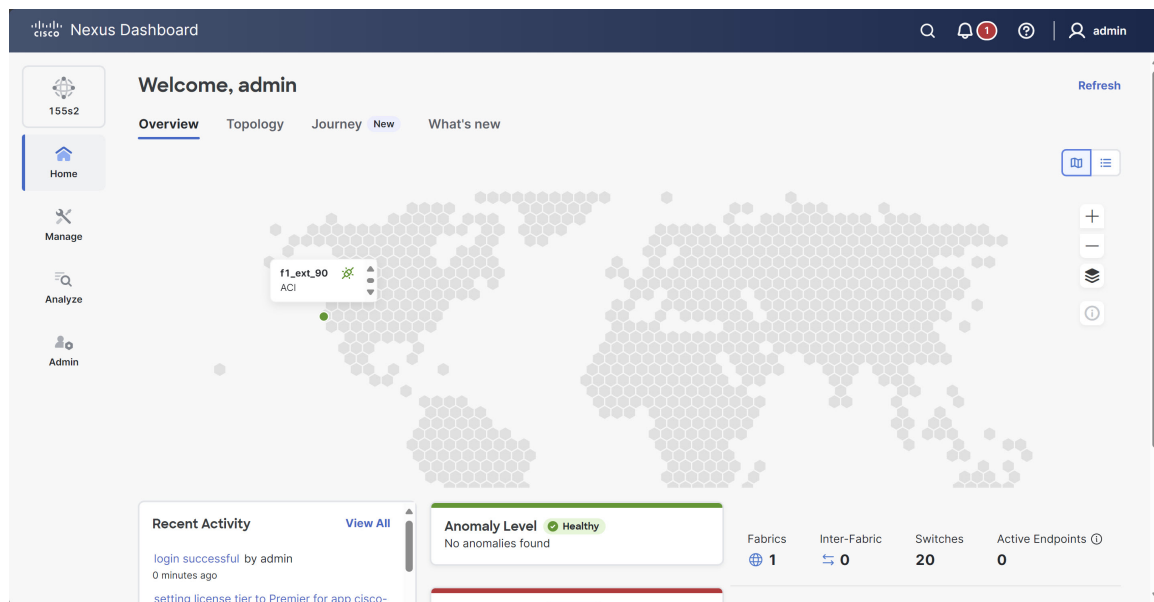 cisco Nexus Dashboard
1
admin
155s2
Home
Manage
Analyze
Admin
Welcome, admin
Refresh
Overview
Topology
Journey New
What's new
f1_ext_90
ACI
Recent Activity
View All
login successful by admin
0 minutes ago
setting license tier to Premier for app cisco-
Anomaly Level Healthy
No anomalies found
Fabrics
1
Inter-Fabric
0
Switches
20
Active Endpoints
0